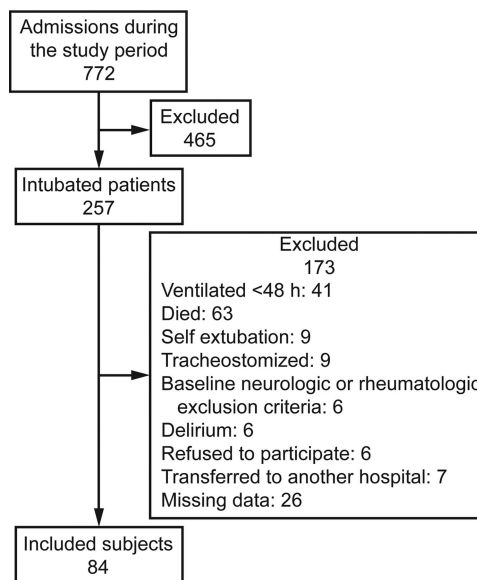 Admissions during
the study period
772
Excluded
465
Intubated patients
257
Excluded
173
Ventilated <48 h: 41
Died: 63
Self extubation: 9
Tracheostomized: 9
Baseline neurologic or rheumatologic
exclusion criteria: 6
Delirium: 6
Refused to participate: 6
Transferred to another hospital: 7
Missing data: 26
Included subjects
84